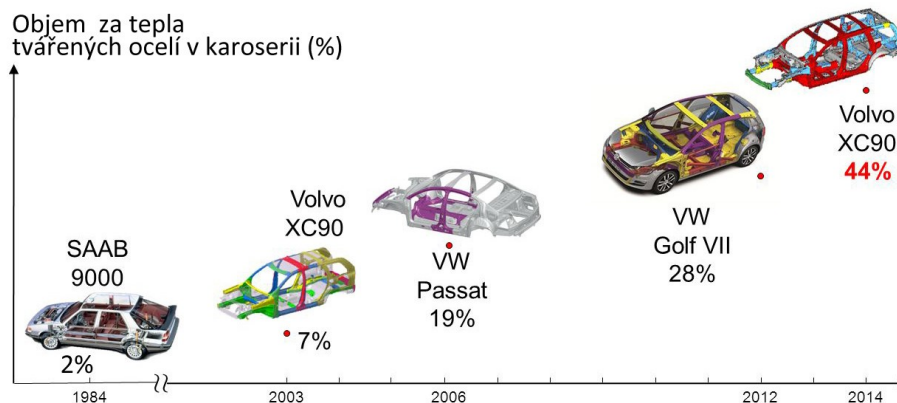 Objem za tepla
tvářených ocelí v karoserii (%)
SAAB
9000
2%
Volvo
XC90
7%
VW
Passat
19%
VW
Golf VII
28%
Volvo
XC90
44%
1984
2003
2006
2012
2014